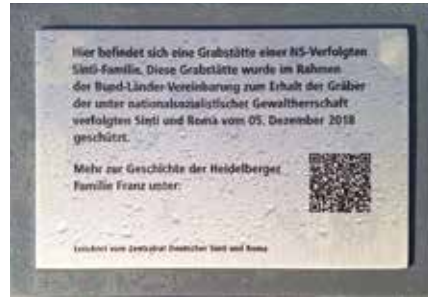 Hier befindet sich eine Grabstätte einer NS-Verfolgten
Sinti-Familie. Diese Grabstätte wurde im Rahmen
der Bund-Länder-Vereinbarung zum Erhalt der Gräber
der unter nationalsozialistischer Gewaltherrschaft
verfolgten Sinti und Roma vom 05. Dezember 2018
geschützt.
Mehr zur Geschichte der Heidelberger
Familie Franz unter:
vom Zentralrat Deutscher Sinti und Roma